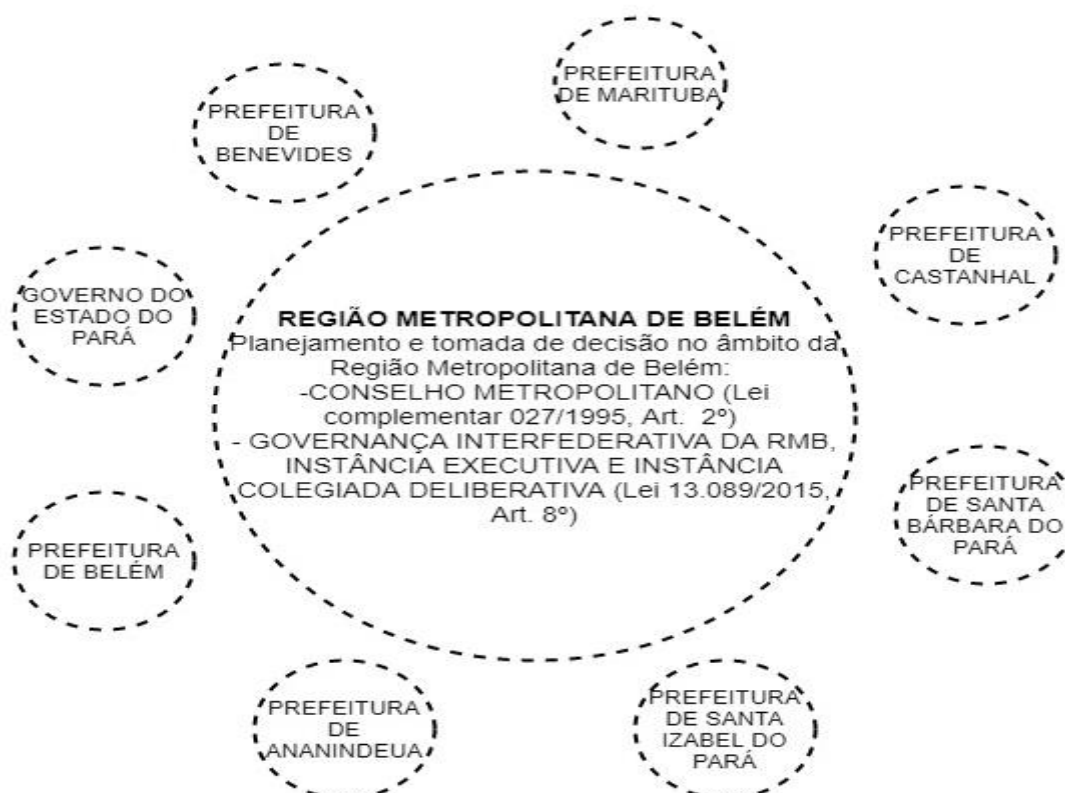 PREFEITURA
DE MARITUBA
PREFEITURA
DE
BENEVIDES
PREFEITURA
DE
CASTANHAL
GOVERNO DO
ESTADO DO
PARÁ
REGIÃO METROPOLITANA DE BELÉM
Planejamento e tomada de decisão no âmbito da
Região Metropolitana de Belém:
-CONSELHO METROPOLITANO (Lei
complementar 027/1995, Art. 2º)
- GOVERNANÇA INTERFEDERATIVA DA RMB,
INSTÂNCIA EXECUTIVA E INSTÂNCIA
COLEGIADA DELIBERATIVA (Lei 13.089/2015,
Art. 8º)
PREFEITURA
DE SANTA
BÁRBARA DO
PARÁ
PREFEITURA
DE BELÉM
PREFEITURA
DE
ANANINDEUA
PREFEITURA
DE SANTA
IZABEL DO
PARÁ